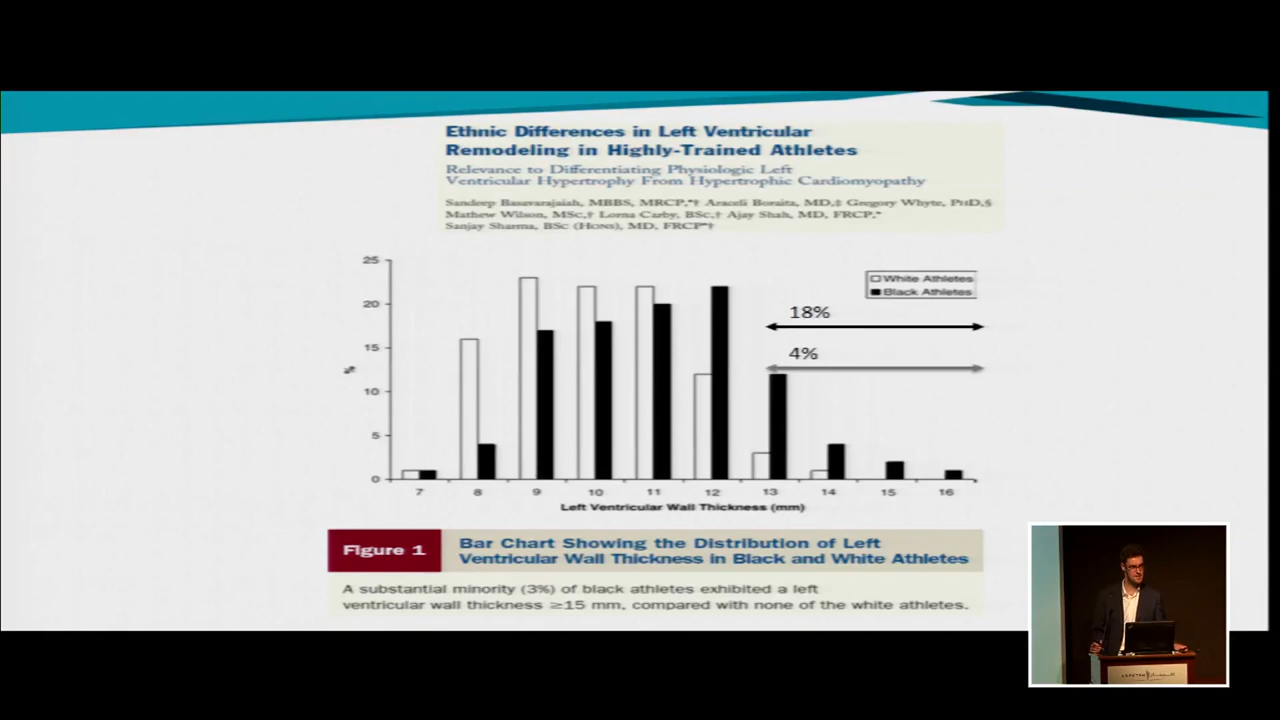 Ethnic Differences in Left Ventricular
Remodeling in Highly-Trained Athletes
Relevance to Differentiating Physiologic Left
Ventricular Hypertrophy From Hypertrophic Cardiomyopathy
Sandeep Basavarajaiah, MBBS, MRCP,*† Araceli Boraita, MD,‡ Gregory Whyte, PHD,§
Mathew Wilson, MSC,† Lorna Carby, BSC,† Ajay Shah, MD, FRCP,*
Sanjay Sharma, BSC (HONS), MD, FRCP*†
25
20
15
10
5
0
%
White Athletes
Black Athletes
18%
4%
7 8 9 10 11 12 13 14 15 16
Left Ventricular Wall Thickness (mm)
Figure 1
Bar Chart Showing the Distribution of Left
Ventricular Wall Thickness in Black and White Athletes
A substantial minority (3%) of black athletes exhibited a left
ventricular wall thickness ≥15 mm, compared with none of the white athletes.
ASPETAR